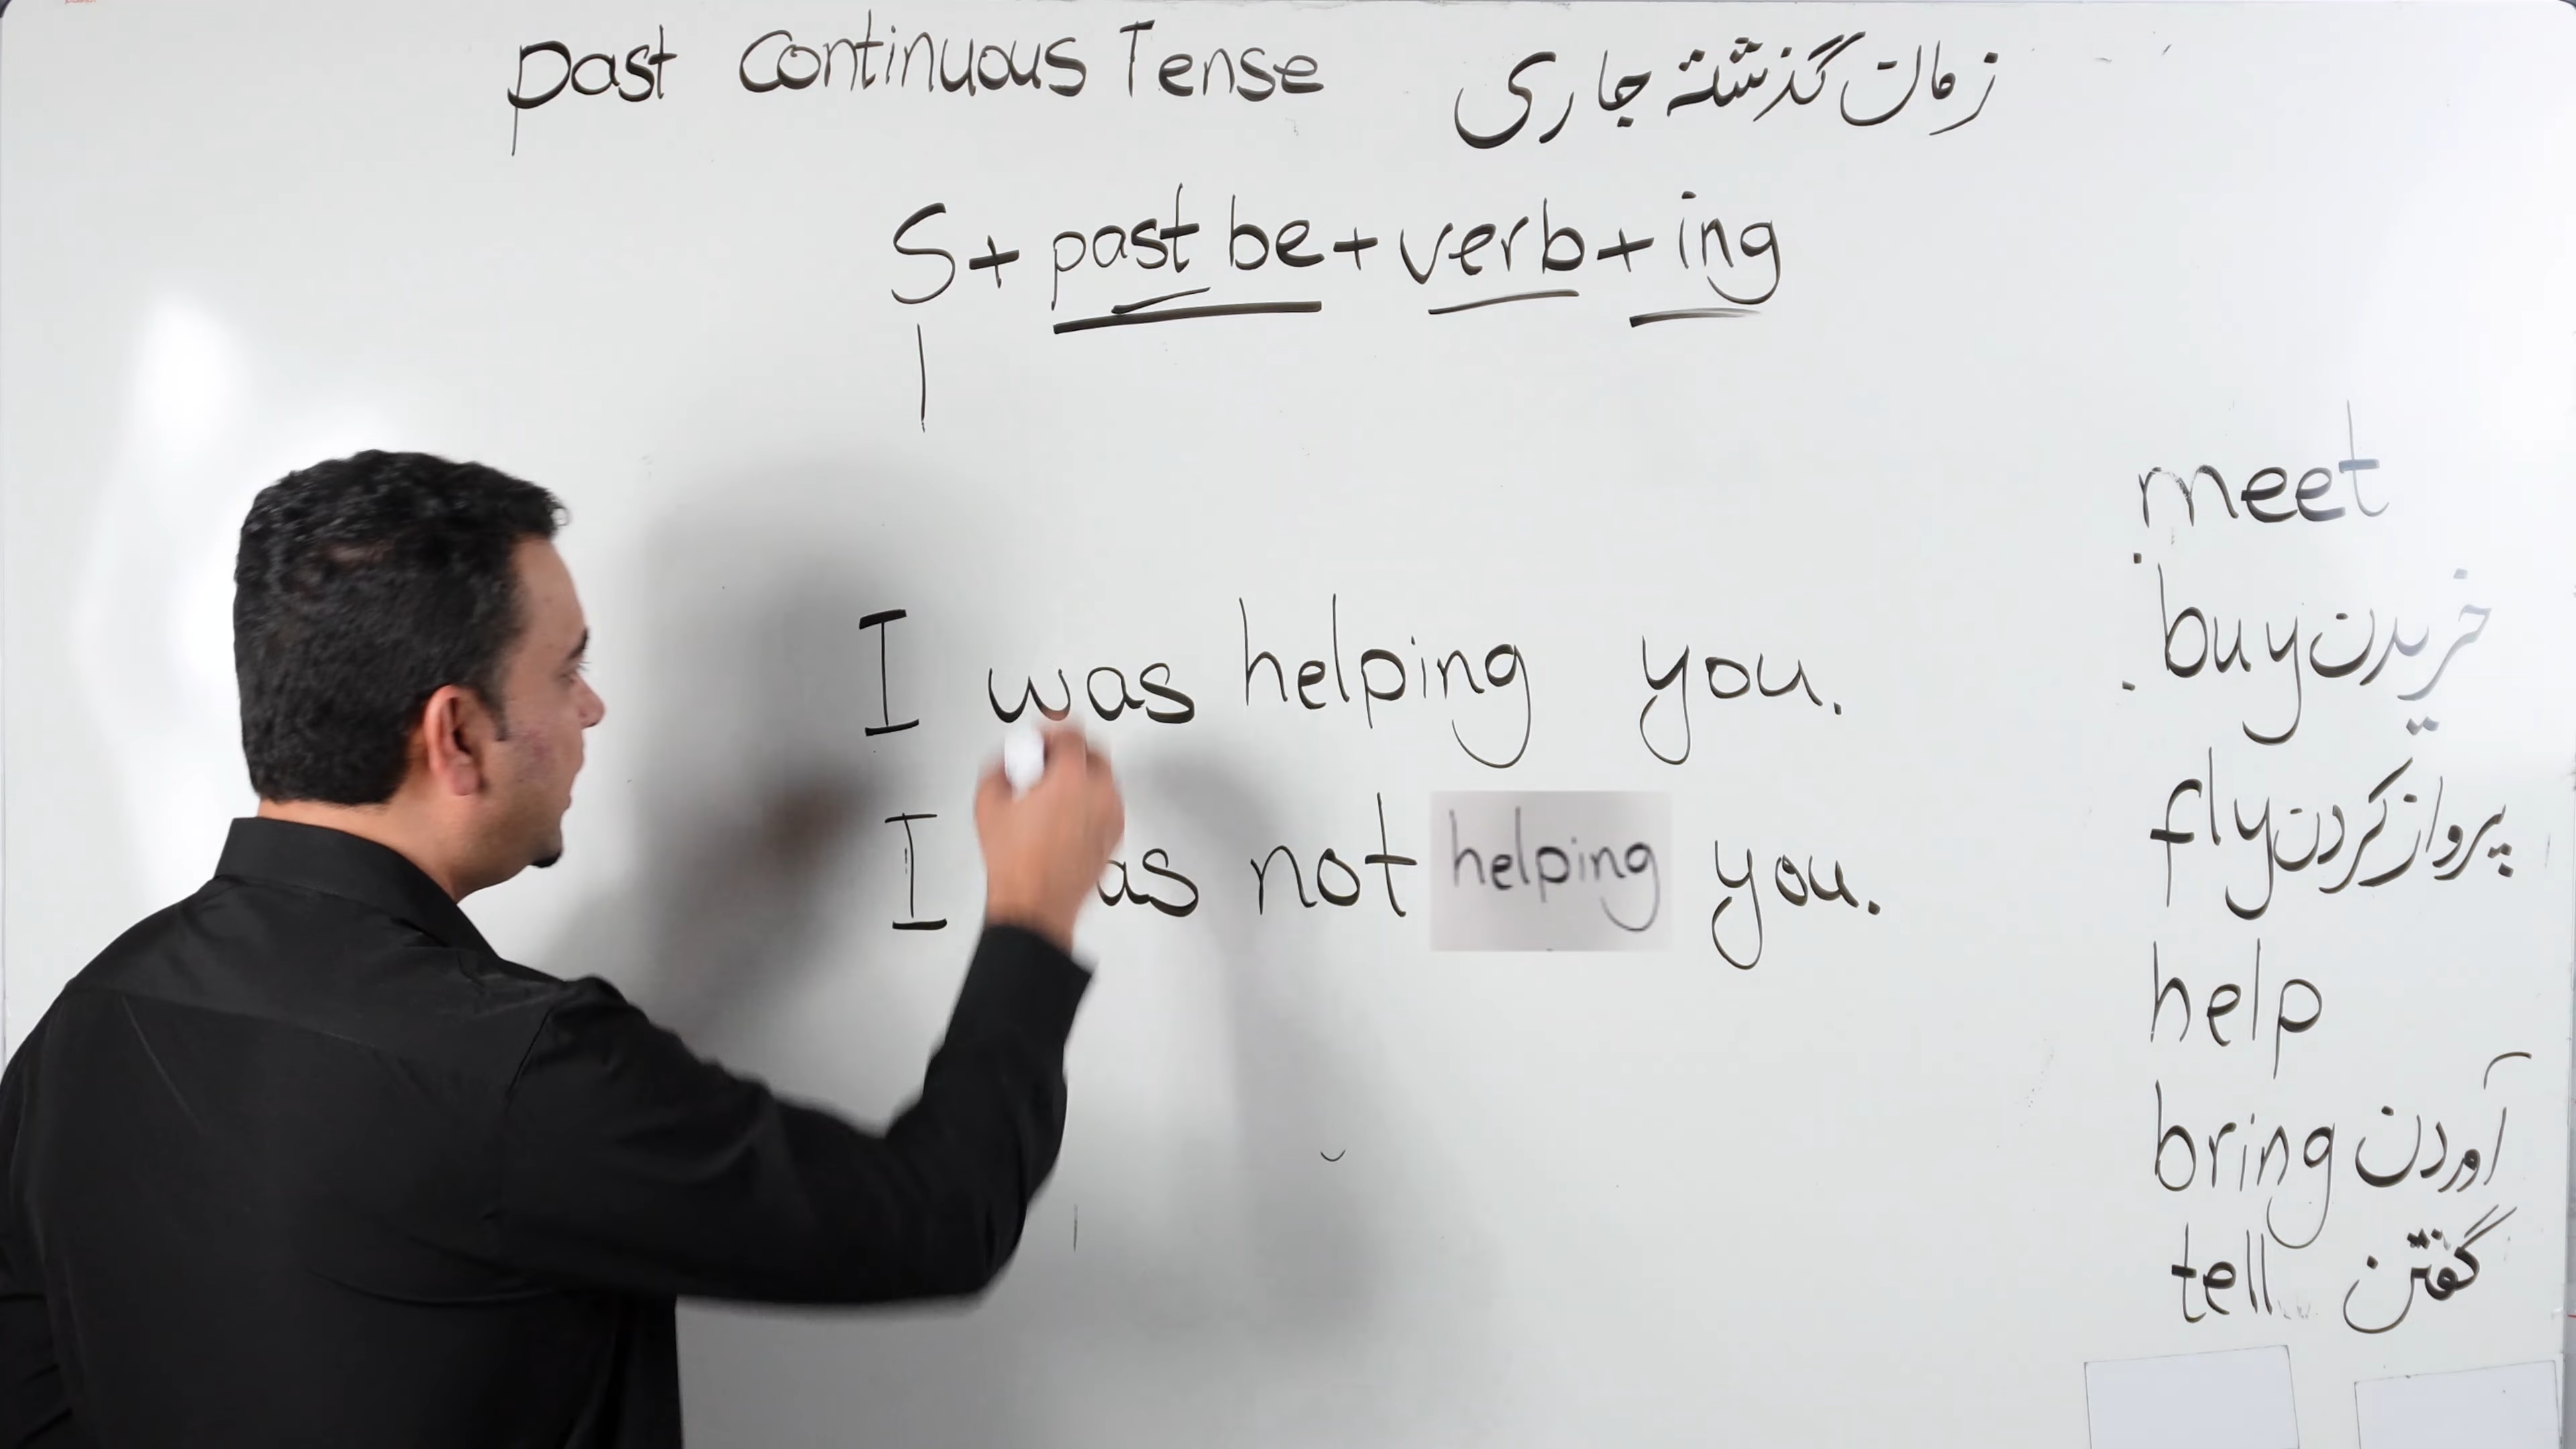 past continuous Tense زمان گذشتهٔ جاری
S+ past be + verb + ing
I
I was helping you.
I was not helping you.
meet
buy خریدن
fly پرواز کردن
help
bring آوردن
tell گفتن